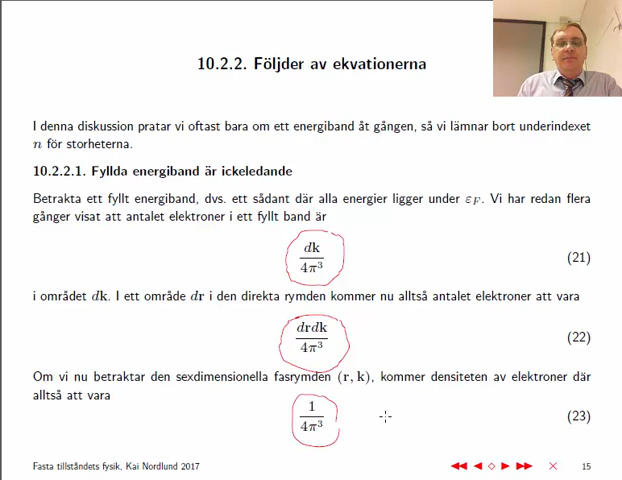 10.2.2. Följder av ekvationerna
I denna diskussion pratar vi oftast bara om ett energiband åt gången, så vi lämnar bort underindexet
n för storheterna.
10.2.2.1. Fyllda energiband är ickeledande
Betrakta ett fyllt energiband, dvs. ett sådant där alla energier ligger under ε_F. Vi har redan flera
gånger visat att antalet elektroner i ett fyllt band är
dk
4π³ (21)
i området dk. I ett område dr i den direkta rymden kommer nu alltså antalet elektroner att vara
drdk
4π³ (22)
Om vi nu betraktar den sexdimensionella fasrymden (r, k), kommer densiteten av elektroner där
alltså att vara
1
4π³ (23)
Fasta tillståndets fysik, Kai Nordlund 2017 15